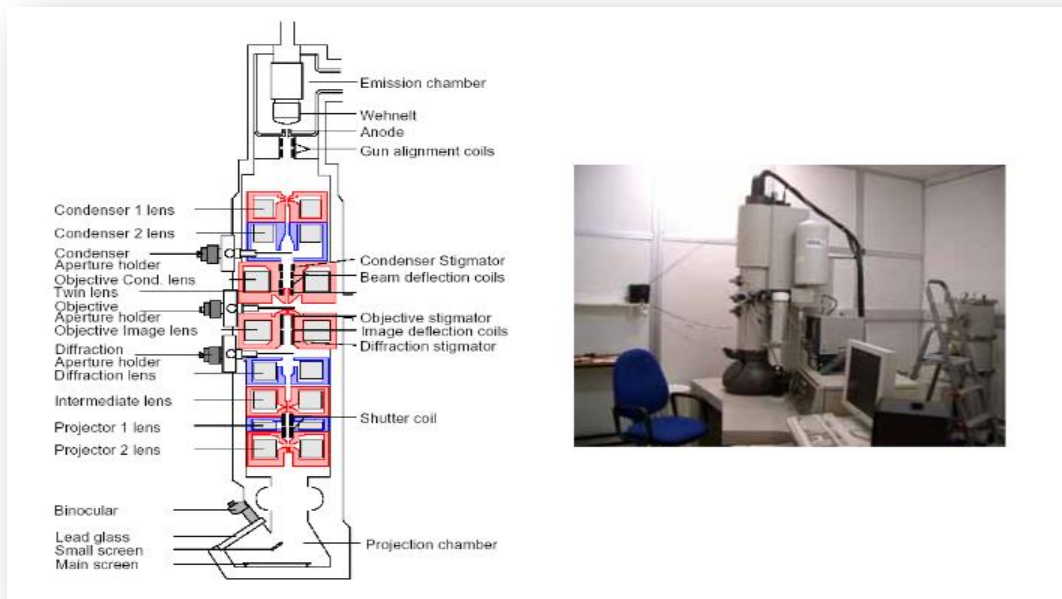 Emission chamber
Wehnelt
Anode
Gun alignment coils
Condenser 1 lens
Condenser 2 lens
Condenser
Aperture holder
Objective Cond. lens
Twin lens
Objective
Aperture holder
Objective Image lens
Diffraction
Aperture holder
Diffraction lens
Intermediate lens
Projector 1 lens
Projector 2 lens
Condenser Stigmator
Beam deflection coils
Objective stigmator
Image deflection coils
Diffraction stigmator
Shutter coil
Binocular
Lead glass
Small screen
Main screen
Projection chamber